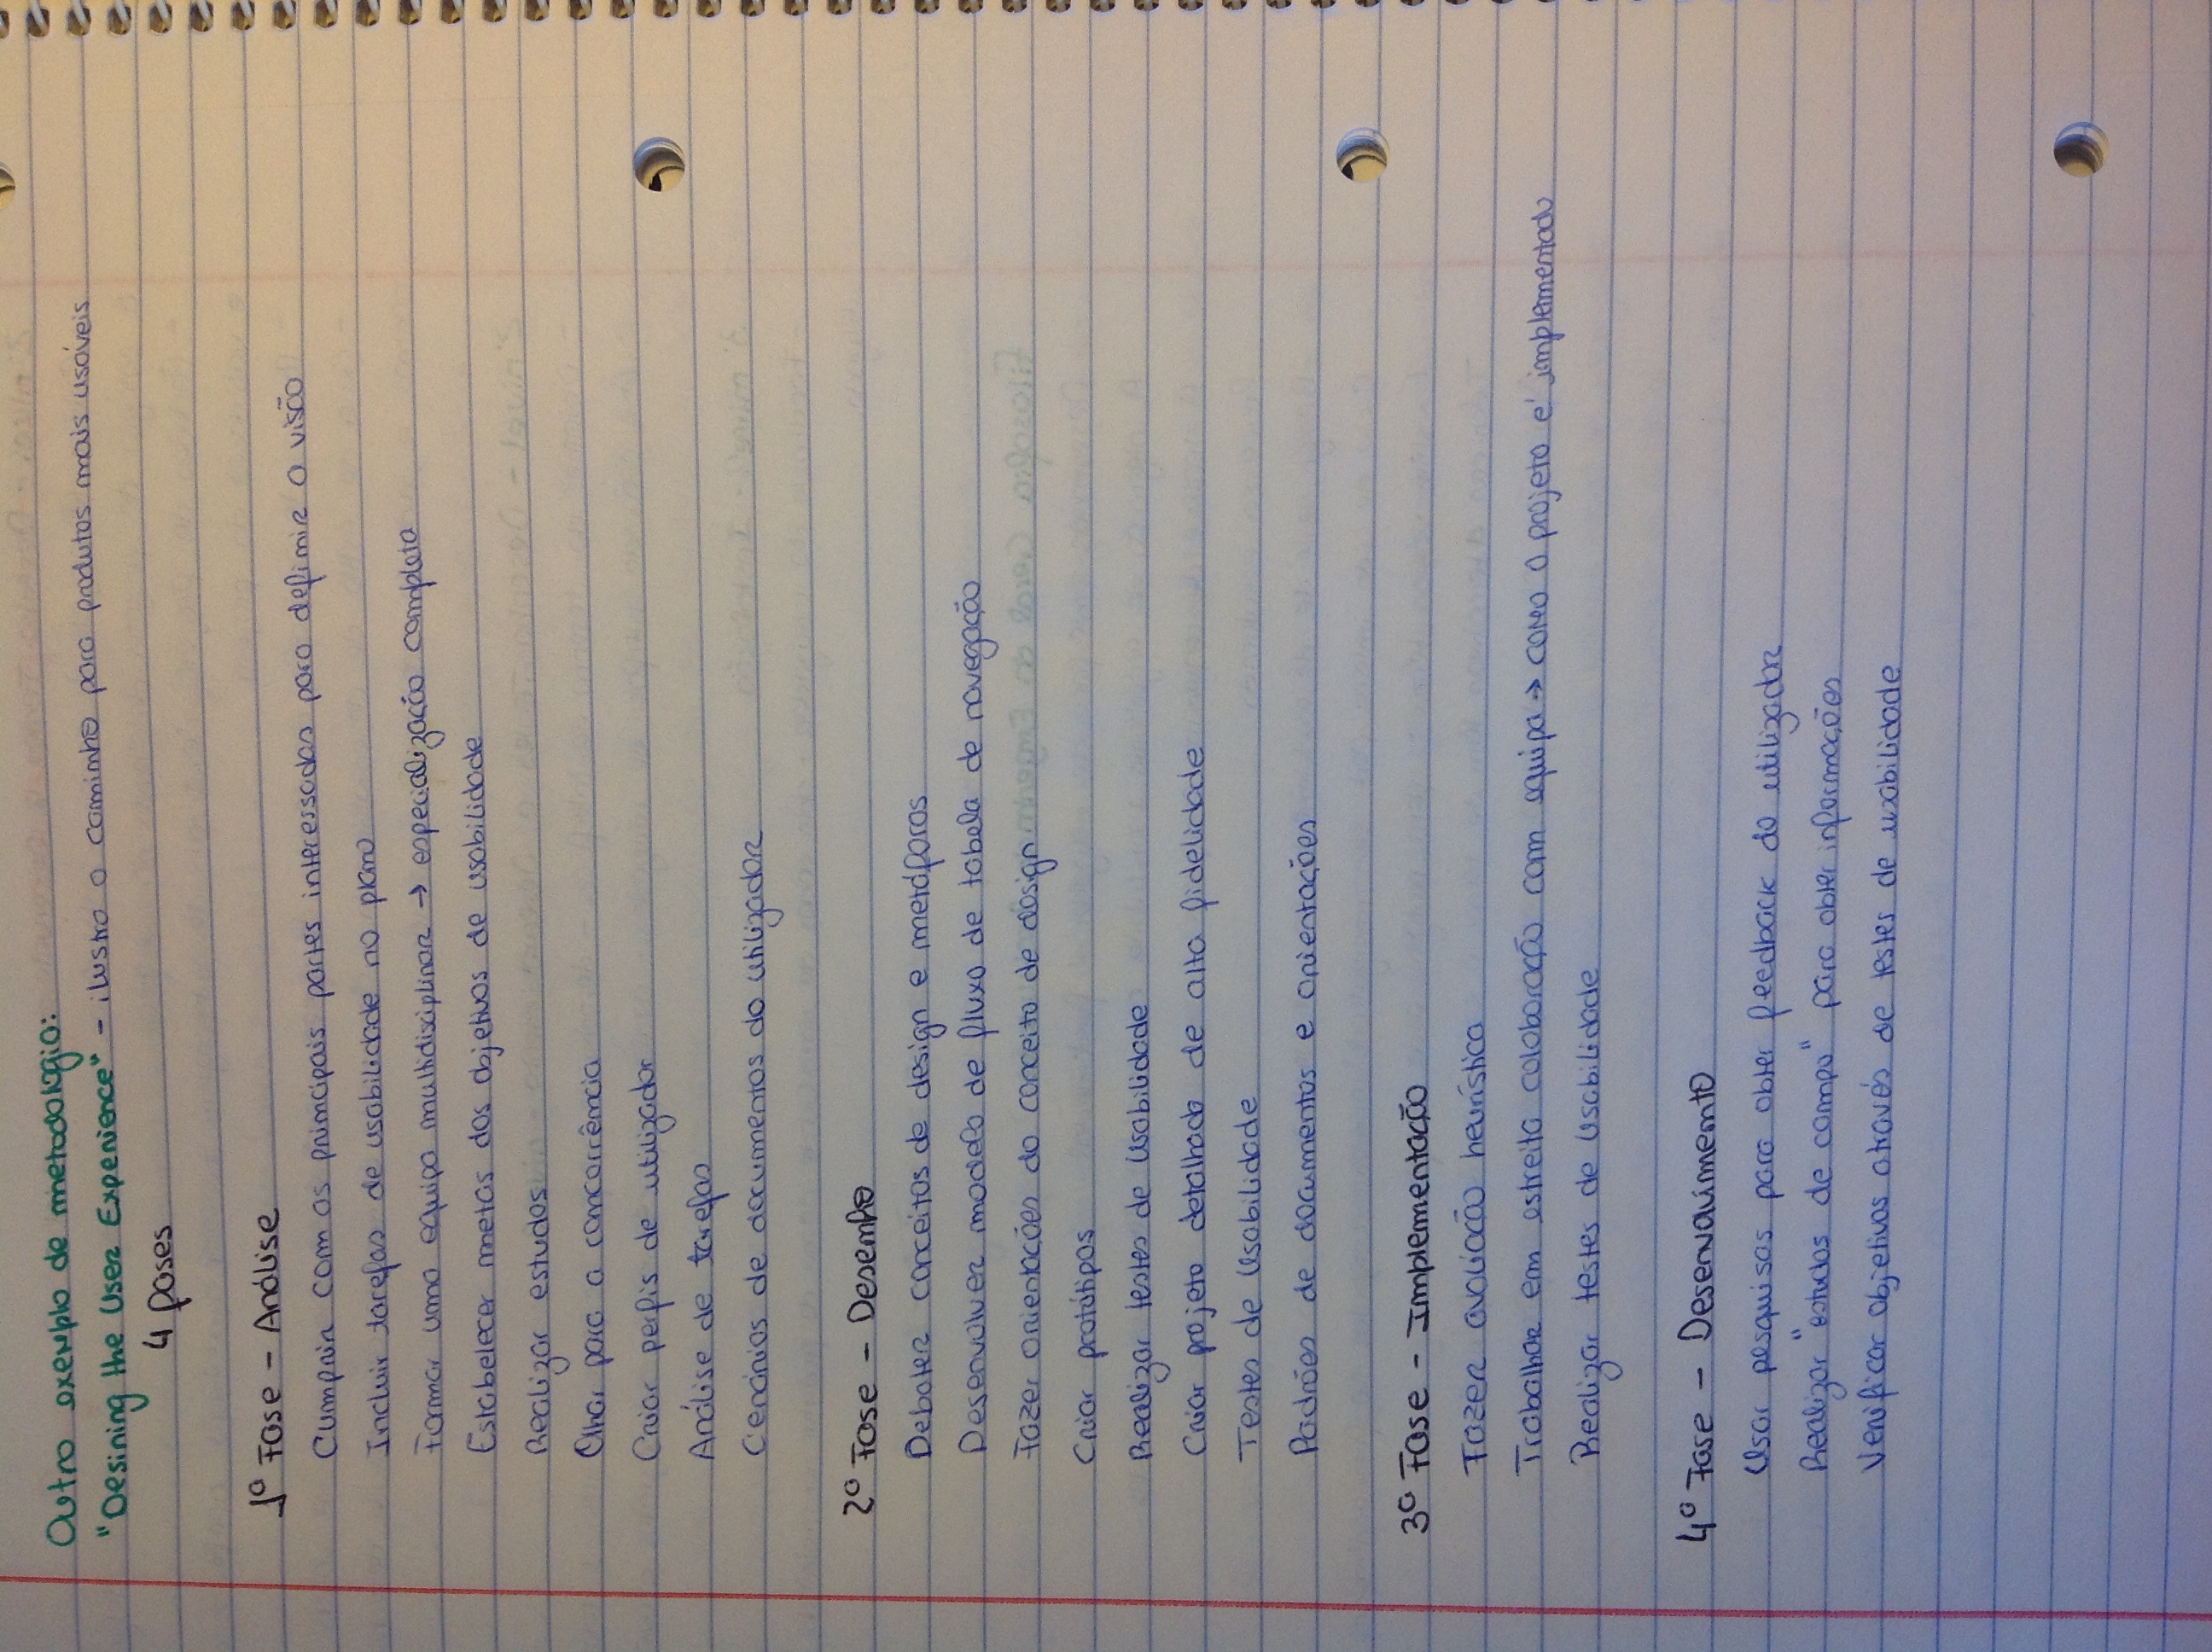 Outro exemplo de metodologia:
"Desining the User Experience" - ilustra o caminho para produtos mais usáveis
4 fases
1º Fase - Análise
Cumprir com as principais partes interessadas para definir a visão
Incluir tarefas de usabilidade no plano
Formar uma equipa multidisciplinar → especialização completa
Estabelecer metas dos objetivos de usabilidade
Realizar estudos
Olhar para a concorrência
Criar perfis de utilizador
Análise de tarefas
Cenários de documentos do utilizador
2º Fase - Desenho
Debater conceitos de design e metáforas
Desenvolver modelo de fluxo de tabela de navegação
Fazer orientações do conceito de design
Criar protótipos
Realizar testes de Usabilidade
Criar projeto detalhado de alta fidelidade
Testes de Usabilidade
Padrões de documentos e orientações
3º Fase - Implementação
Fazer avaliação heurística
Trabalhar em estreita colaboração com equipa → como o projeto é implementado
Realizar testes de Usabilidade
4º Fase - Desenvolvimento
Usar pesquisas para obter feedback do utilizador
Realizar "estudos de campo" para obter informações
Verificar objetivos através de testes de usabilidade